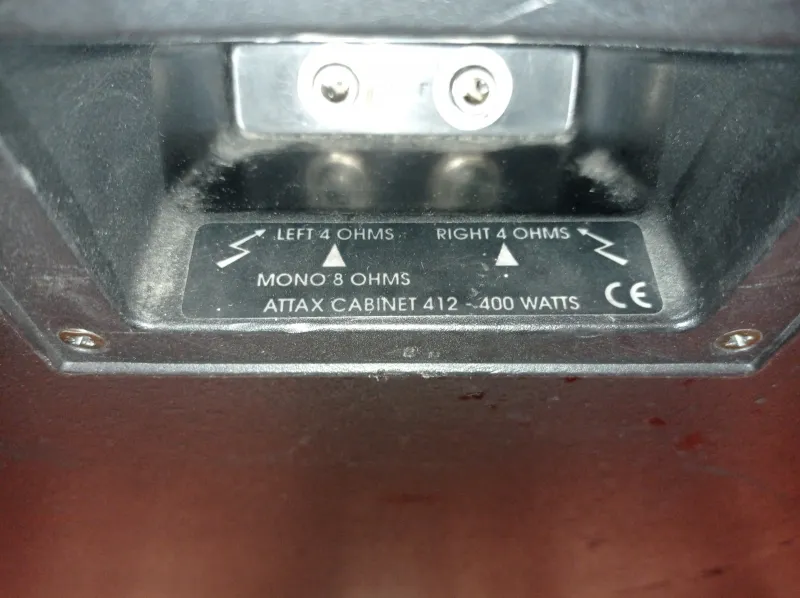 LEFT 4 OHMS RIGHT 4 OHMS
MONO 8 OHMS
ATTAX CABINET 412 - 400 WATTS CE